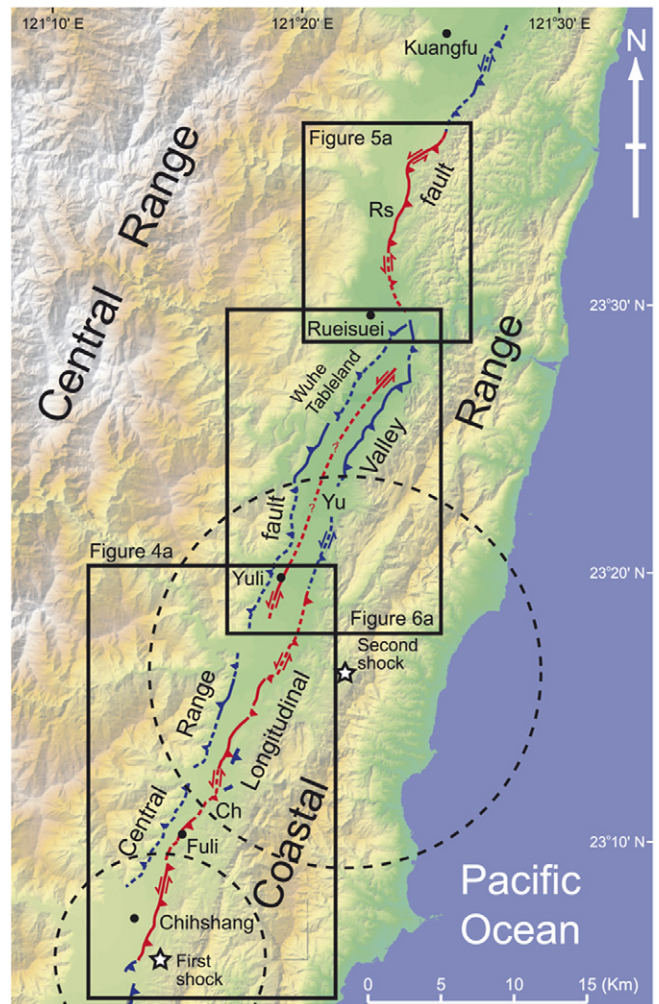 121°10' E
121°20' E
121°30' E
Kuangfu
N
Figure 5a
Central Range
Rs
fault
23°30' N
Rueisuei
Wuhe
Tableland
Range
Valley
fault
?
Yu
?
Figure 4a
Yuli
23°20' N
Figure 6a
Second
shock
Range
Longitudinal
Central
Ch
Fuli
Coastal
23°10' N
Chihshang
Pacific
Ocean
First
shock
0 5 10 15 (Km)